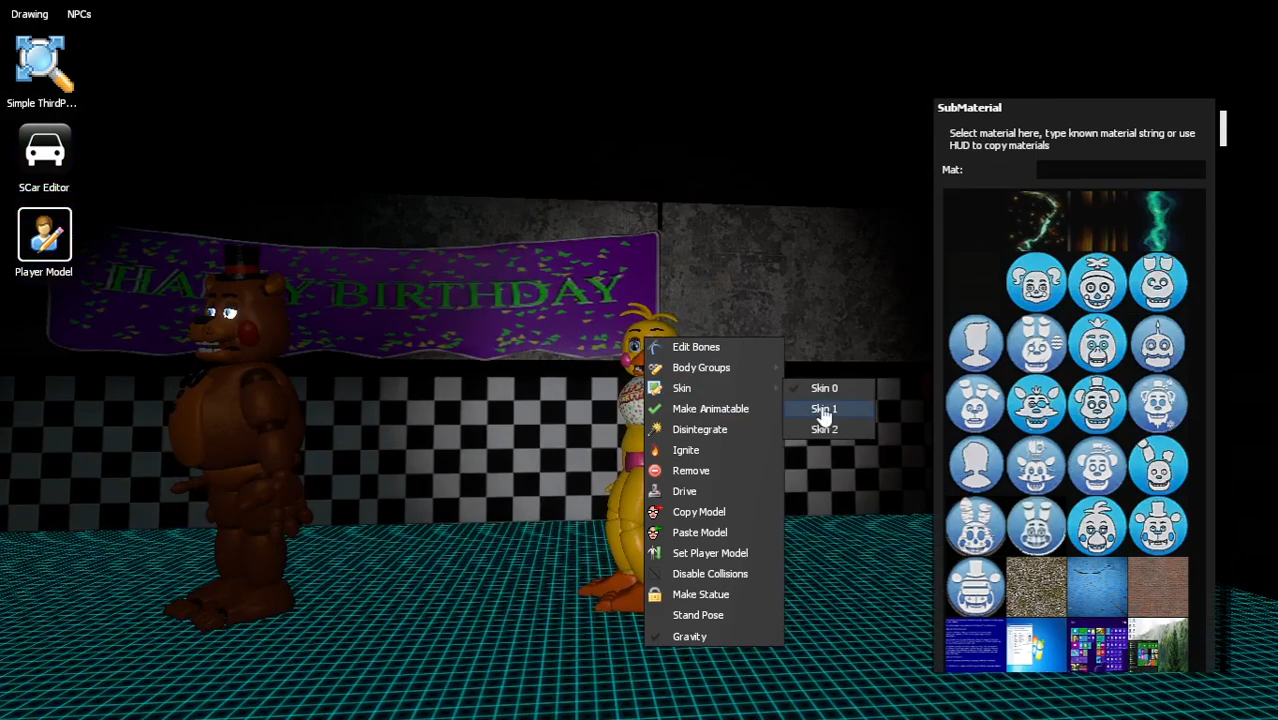 Drawing
NPCs
Simple ThirdP...
SCar Editor
Player Model
HAPPY BIRTHDAY
Edit Bones
Body Groups
Skin
Make Animatable
Disintegrate
Ignite
Remove
Drive
Copy Model
Paste Model
Set Player Model
Disable Collisions
Make Statue
Stand Pose
Gravity
Skin 0
Skin 1
Skin 2
SubMaterial
Select material here, type known material string or use
HUD to copy materials
Mat: